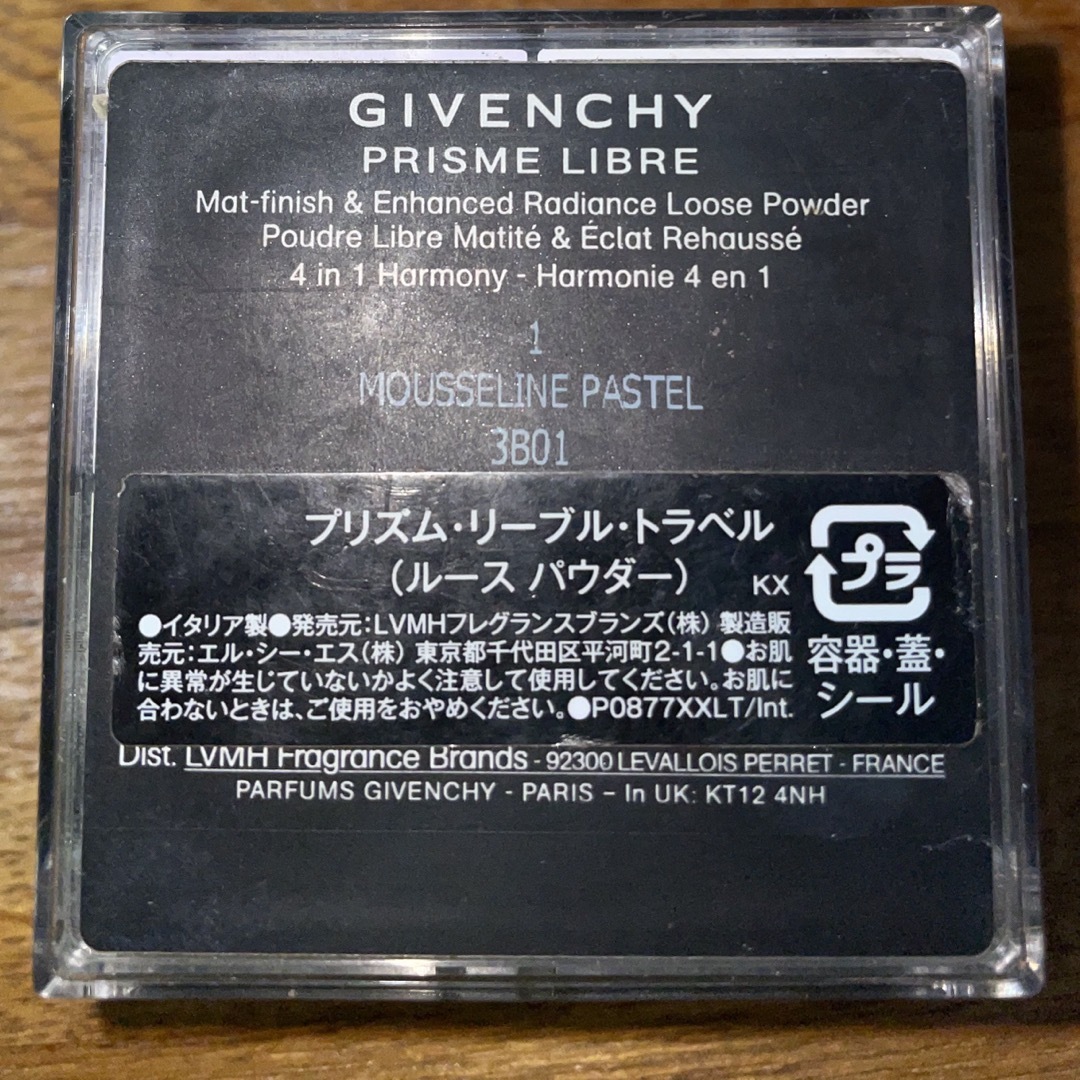 GIVENCHY
PRISME LIBRE
Mat-finish & Enhanced Radiance Loose Powder
Poudre Libre Matité & Éclat Rehaussé
4 in 1 Harmony - Harmonie 4 en 1
1
MOUSSELINE PASTEL
3B01
プリズム・リーブル・トラベル
（ルース パウダー）
KX
●イタリア製●発売元：LVMHフレグランスブランズ（株） 製造販
売元：エル・シー・エス（株） 東京都千代田区平河町2-1-1●お肌
に異常が生じていないかよく注意して使用してください。お肌に
合わないときは、ご使用をおやめください。●P0877XXLT/Int.
プラ
容器・蓋・
シール
Dist. LVMH Fragrance Brands - 92300 LEVALLOIS PERRET - FRANCE
PARFUMS GIVENCHY - PARIS – In UK: KT12 4NH